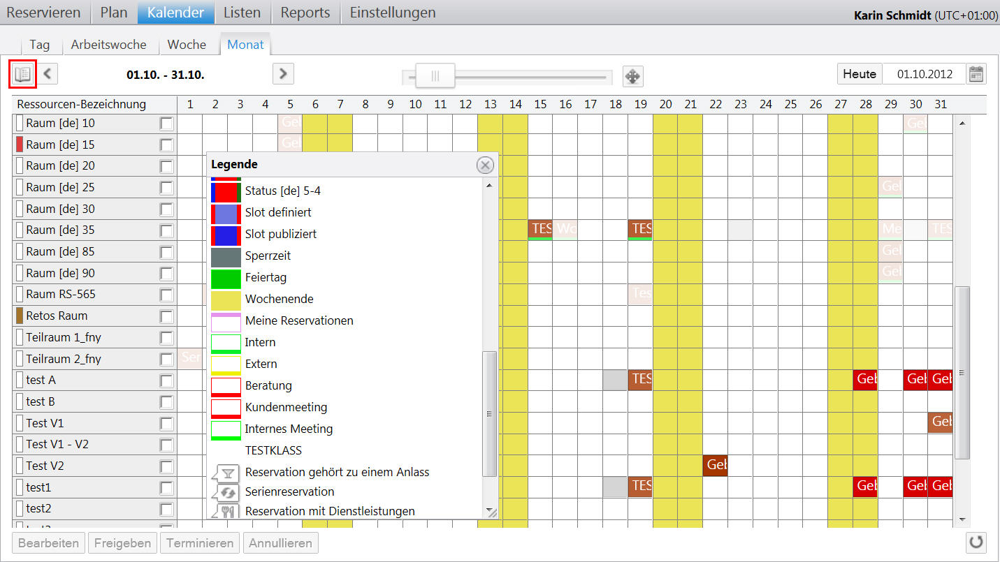 Reservieren Plan Kalender Listen Reports Einstellungen Karin Schmidt (UTC+01:00)
Tag Arbeitswoche Woche Monat
01.10. - 31.10. Heute 01.10.2012
Ressourcen-Bezeichnung 1 2 3 4 5 6 7 8 9 10 11 12 13 14 15 16 17 18 19 20 21 22 23 24 25 26 27 28 29 30 31
Raum [de] 10 Gel Gel
Raum [de] 15 Gel
Raum [de] 20
Raum [de] 25 Gel
Raum [de] 30
Raum [de] 35 TES Wo TES Me TES
Raum [de] 85 Gel
Raum [de] 90 Gel
Raum RS-565 Tes
Retos Raum
Teilraum 1_fny
Teilraum 2_fny Ser
test A TES Geb Geb Geb
test B
Test V1 Geb
Test V1 - V2
Test V2 Geb
test1 TES Geb Geb Geb
test2
Legende
Status [de] 5-4
Slot definiert
Slot publiziert
Sperrzeit
Feiertag
Wochenende
Meine Reservationen
Intern
Extern
Beratung
Kundenmeeting
Internes Meeting
TESTKLASS
Reservation gehört zu einem Anlass
Serienreservation
Reservation mit Dienstleistungen
Bearbeiten Freigeben Terminieren Annullieren